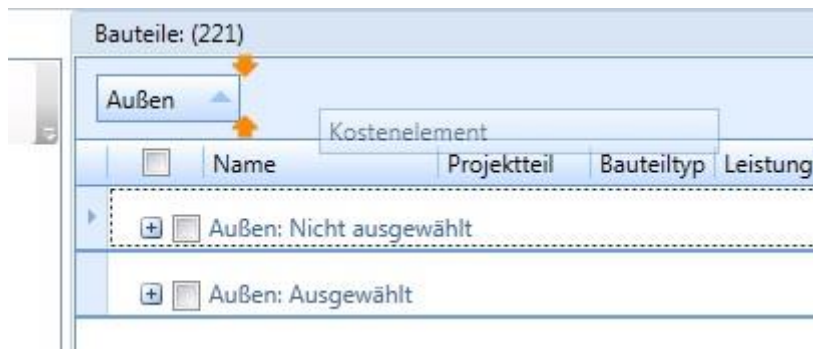 Bauteile: (221)
Außen
Kostenelement
Name Projektteil Bauteiltyp Leistung
Außen: Nicht ausgewählt
Außen: Ausgewählt